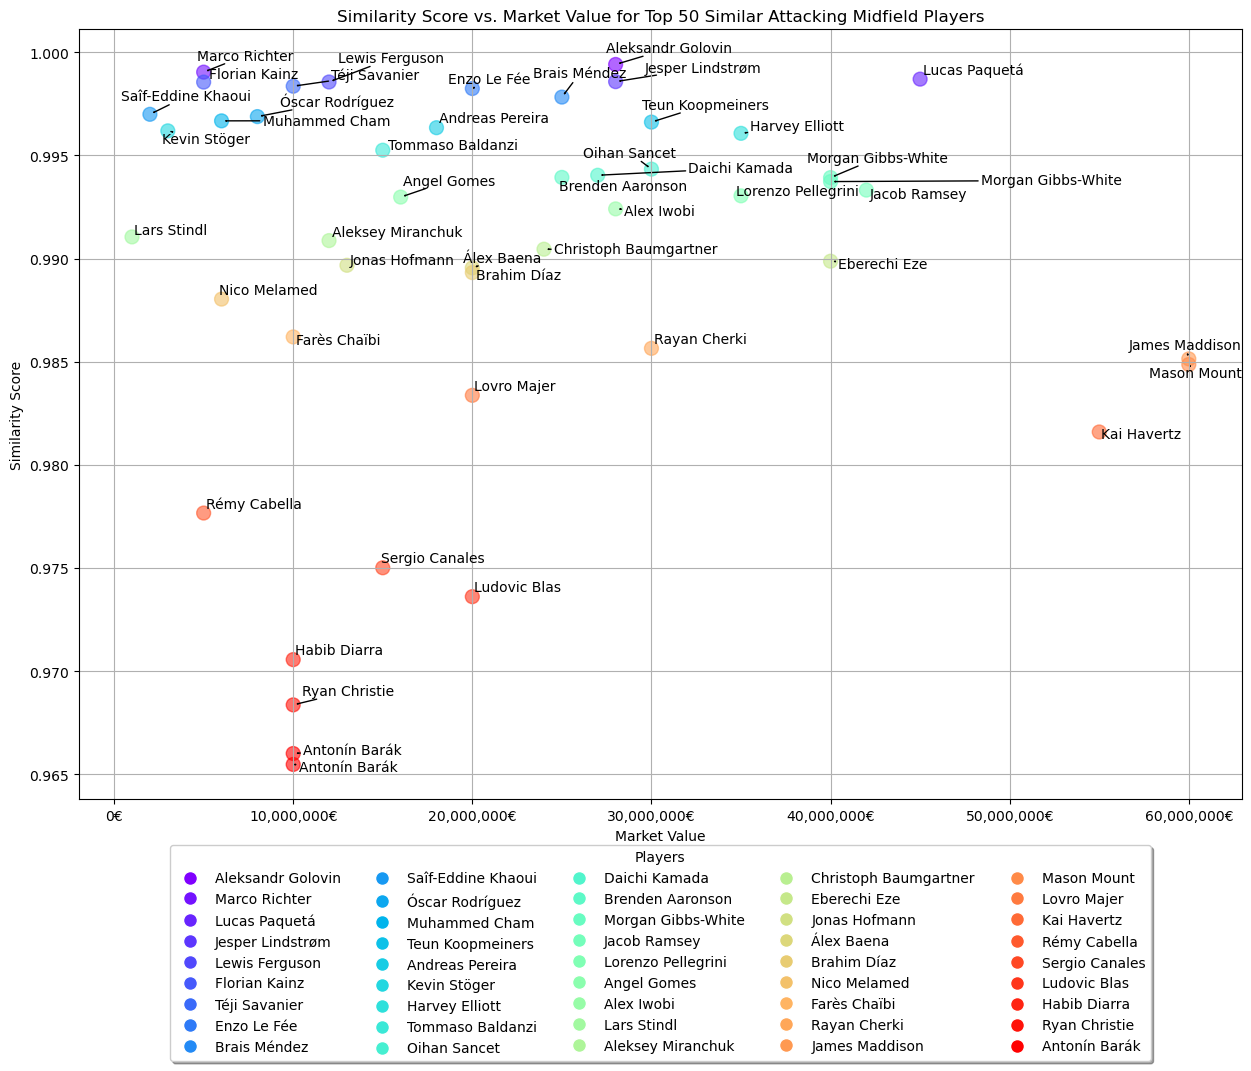 Similarity Score vs. Market Value for Top 50 Similar Attacking Midfield Players
Similarity Score
1.000
0.995
0.990
0.985
0.980
0.975
0.970
0.965
Marco Richter
Lewis Ferguson
Aleksandr Golovin
Florian Kainz
Téji Savanier
Enzo Le Fée
Brais Méndez
Jesper Lindstrøm
Lucas Paquetá
Saîf-Eddine Khaoui
Óscar Rodríguez
Teun Koopmeiners
Muhammed Cham
Andreas Pereira
Harvey Elliott
Kevin Stöger
Tommaso Baldanzi
Oihan Sancet
Morgan Gibbs-White
Daichi Kamada
Angel Gomes
Brenden Aaronson
Lorenzo Pellegrini
Morgan Gibbs-White
Jacob Ramsey
Alex Iwobi
Lars Stindl
Aleksey Miranchuk
Christoph Baumgartner
Jonas Hofmann
Álex Baena
Brahim Díaz
Eberechi Eze
Nico Melamed
Farès Chaïbi
Rayan Cherki
James Maddison
Mason Mount
Lovro Majer
Kai Havertz
Rémy Cabella
Sergio Canales
Ludovic Blas
Habib Diarra
Ryan Christie
Antonín Barák
Antonín Barák
0€
10,000,000€
20,000,000€
30,000,000€
40,000,000€
50,000,000€
60,000,000€
Market Value
Players
Aleksandr Golovin
Marco Richter
Lucas Paquetá
Jesper Lindstrøm
Lewis Ferguson
Florian Kainz
Téji Savanier
Enzo Le Fée
Brais Méndez
Saîf-Eddine Khaoui
Óscar Rodríguez
Muhammed Cham
Teun Koopmeiners
Andreas Pereira
Kevin Stöger
Harvey Elliott
Tommaso Baldanzi
Oihan Sancet
Daichi Kamada
Brenden Aaronson
Morgan Gibbs-White
Jacob Ramsey
Lorenzo Pellegrini
Angel Gomes
Alex Iwobi
Lars Stindl
Aleksey Miranchuk
Christoph Baumgartner
Eberechi Eze
Jonas Hofmann
Álex Baena
Brahim Díaz
Nico Melamed
Farès Chaïbi
Rayan Cherki
James Maddison
Mason Mount
Lovro Majer
Kai Havertz
Rémy Cabella
Sergio Canales
Ludovic Blas
Habib Diarra
Ryan Christie
Antonín Barák